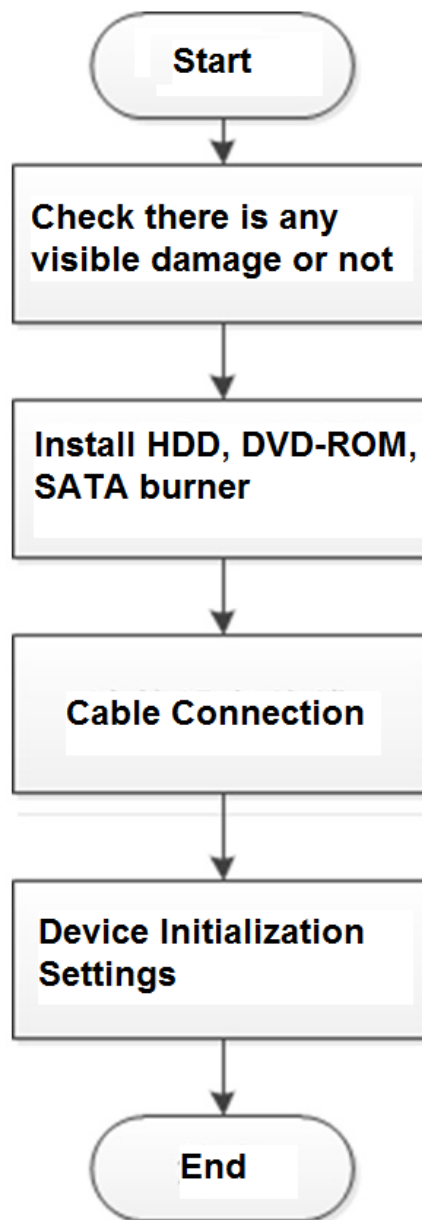 Start
Check there is any
visible damage or not
Install HDD, DVD-ROM,
SATA burner
Cable Connection
Device Initialization
Settings
End